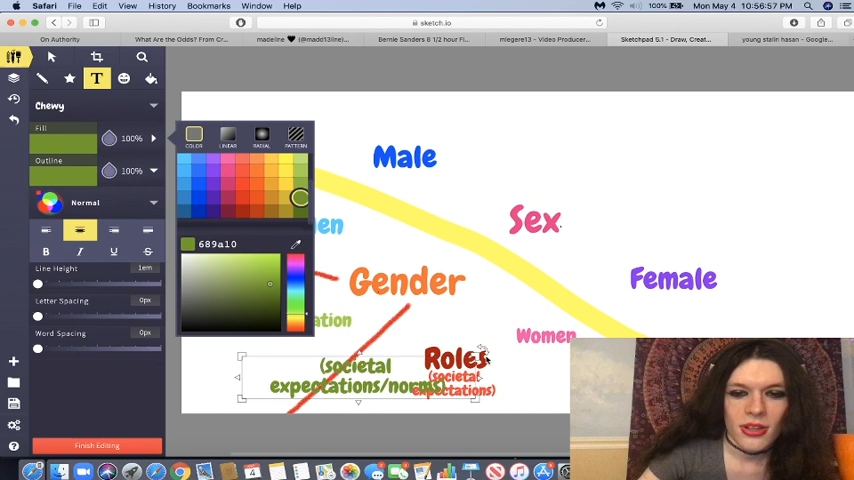 Safari File Edit View History Bookmarks Window Help
100% Mon May 4 10:56:57 PM
sketch.io
On Authority
What Are the Odds? From Cr...
madeline 🖤 (@madd13line)...
Bernie Sanders 8 1/2 hour Fi...
mlegere13 - Video Producer...
Sketchpad 5.1 - Draw, Creat...
young stalin hasan - Google...
T
Chewy
Fill
100%
Outline
100%
Normal
B I U S
Line Height 1em
Letter Spacing 0px
Word Spacing 0px
Finish Editing
COLOR LINEAR RADIAL PATTERN
689a10
Male
Sex
Female
Gender
Women
Roles
(societal
expectations)
(societal
expectations/norms)